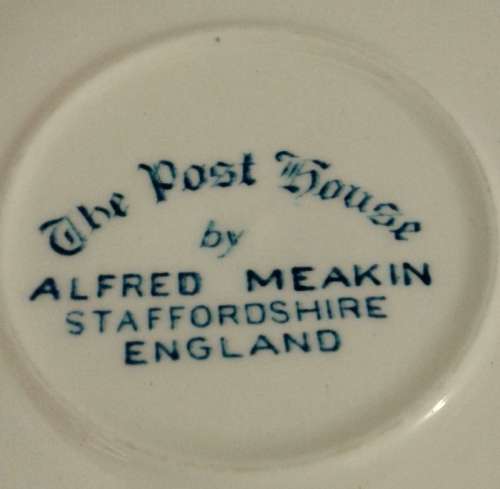 The Post House
by
ALFRED MEAKIN
STAFFORDSHIRE
ENGLAND